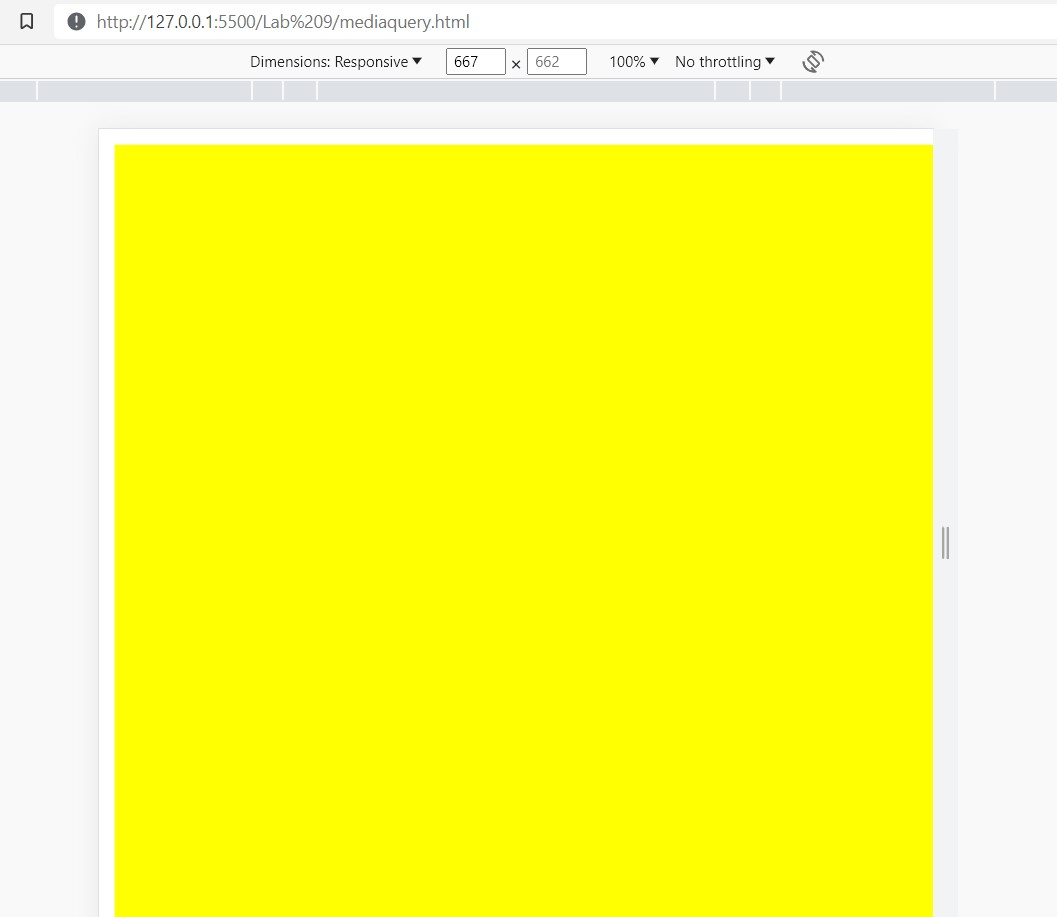 http://127.0.0.1:5500/Lab%209/mediaquery.html
Dimensions: Responsive 667 × 662 100% No throttling